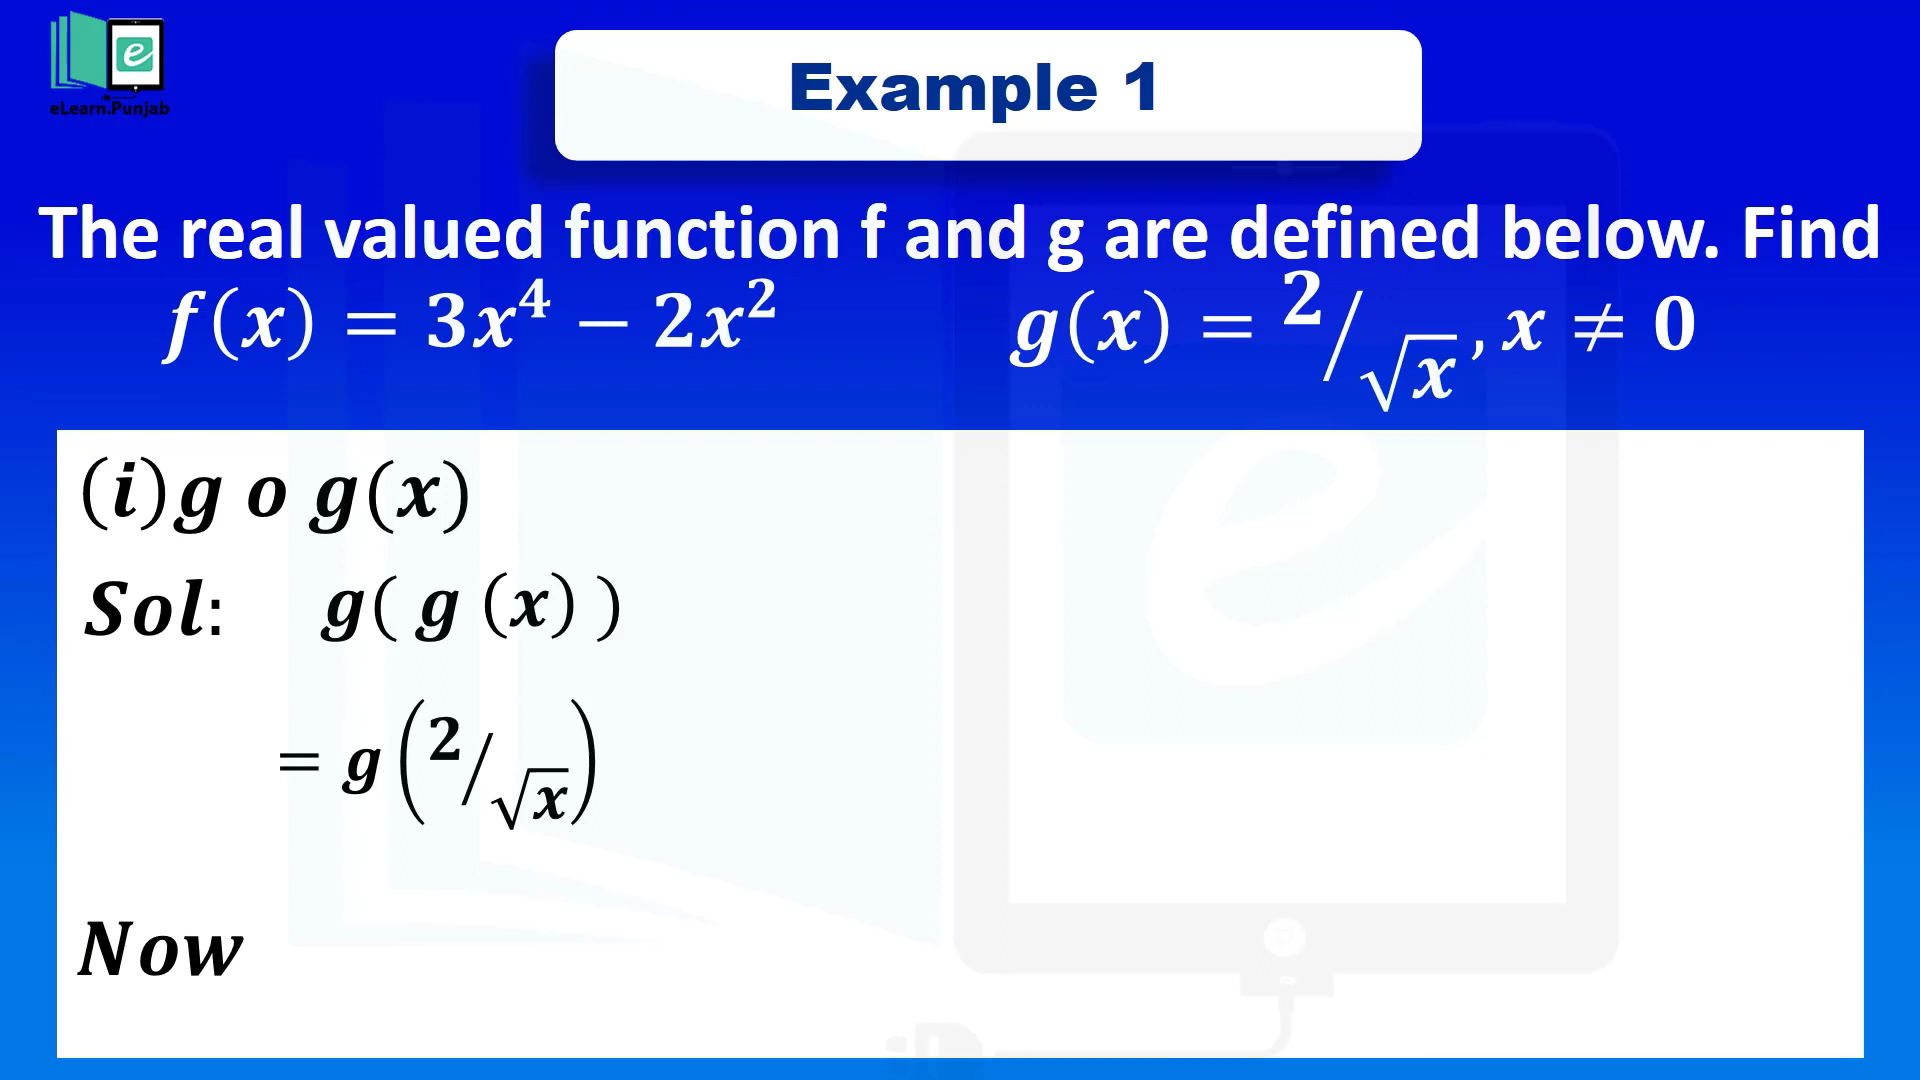 eLearn.Punjab
Example 1
The real valued function f and g are defined below. Find
f(x) = 3x⁴ − 2x² g(x) = 2/√x , x ≠ 0
(i) g o g(x)
Sol: g( g (x) )
= g(2/√x)
Now